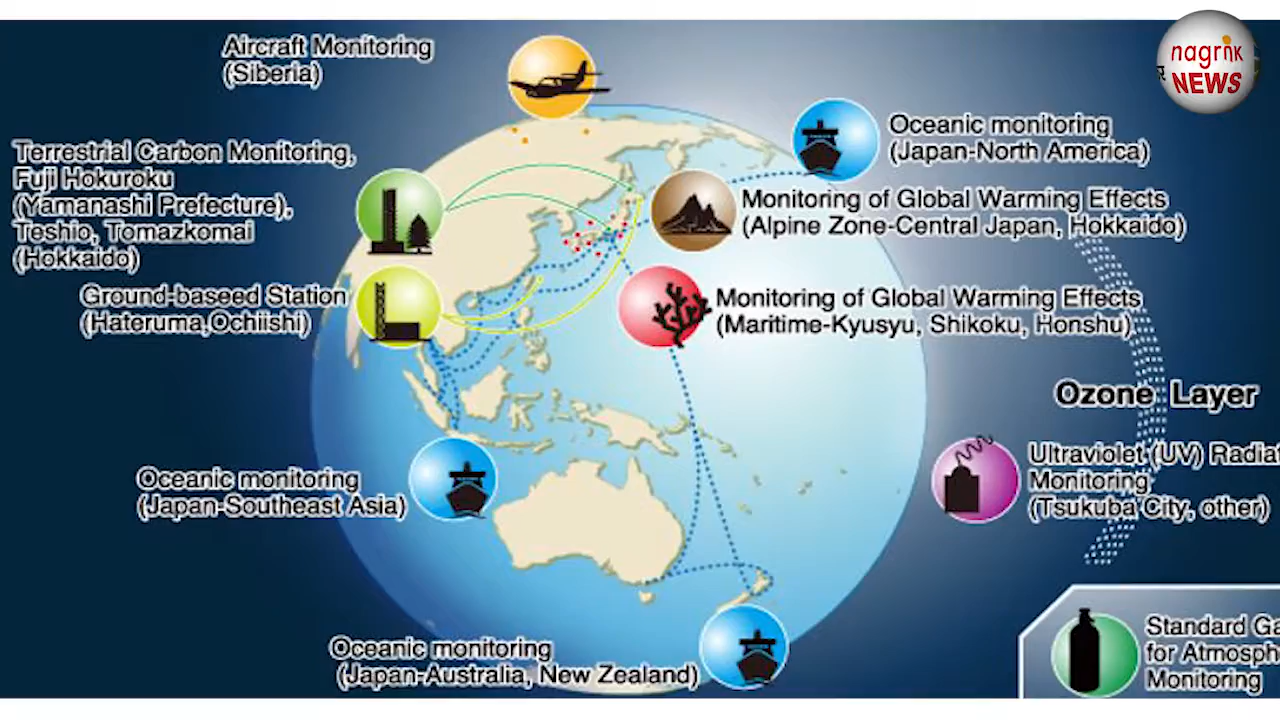 nagrik
NEWS
Aircraft Monitoring
(Siberia)
Oceanic monitoring
(Japan-North America)
Terrestrial Carbon Monitoring,
Fuji Hokuroku
(Yamanashi Prefecture),
Teshio, Tomazkomai
(Hokkaido)
Monitoring of Global Warming Effects
(Alpine Zone-Central Japan, Hokkaido)
Ground-baseed Station
(Hateruma,Ochiishi)
Monitoring of Global Warming Effects
(Maritime-Kyusyu, Shikoku, Honshu)
Ozone Layer
Ultraviolet (UV) Radiat
Monitoring
(Tsukuba City, other)
Oceanic monitoring
(Japan-Southeast Asia)
Oceanic monitoring
(Japan-Australia, New Zealand)
Standard Ga
for Atmosph
Monitoring